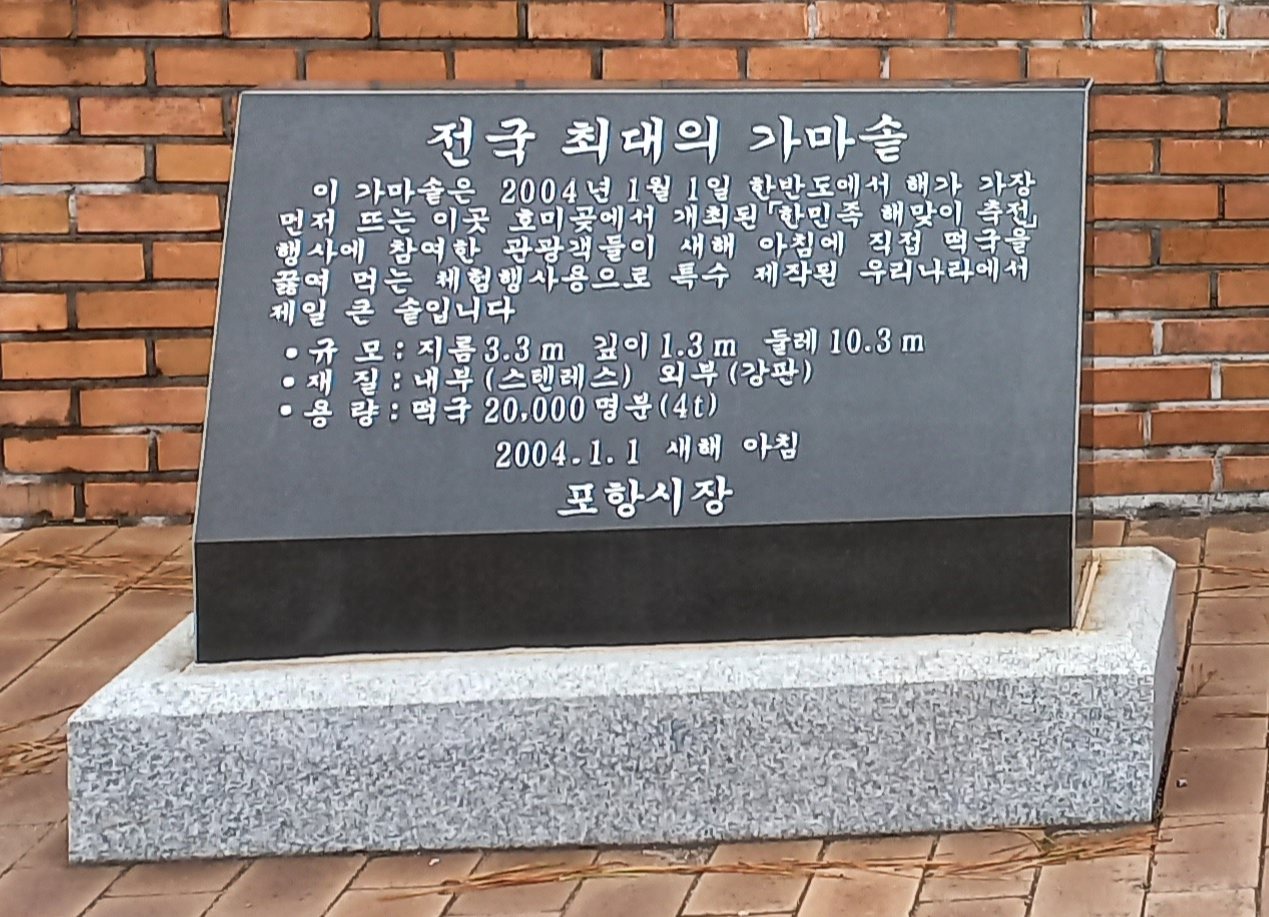 전국 최대의 가마솥
이 가마솥은 2004년 1월 1일 한반도에서 해가 가장
먼저 뜨는 이곳 호미곶에서 개최된 「한민족 해맞이 축전」
행사에 참여한 관광객들이 새해 아침에 직접 떡국을
끓여 먹는 체험행사용으로 특수 제작된 우리나라에서
제일 큰 솥입니다
• 규 모 : 지름 3.3m 깊이 1.3m 둘레 10.3m
• 재 질 : 내부(스텐레스) 외부(강판)
• 용 량 : 떡국 20,000명분(4t)
2004.1.1 새해 아침
포항시장